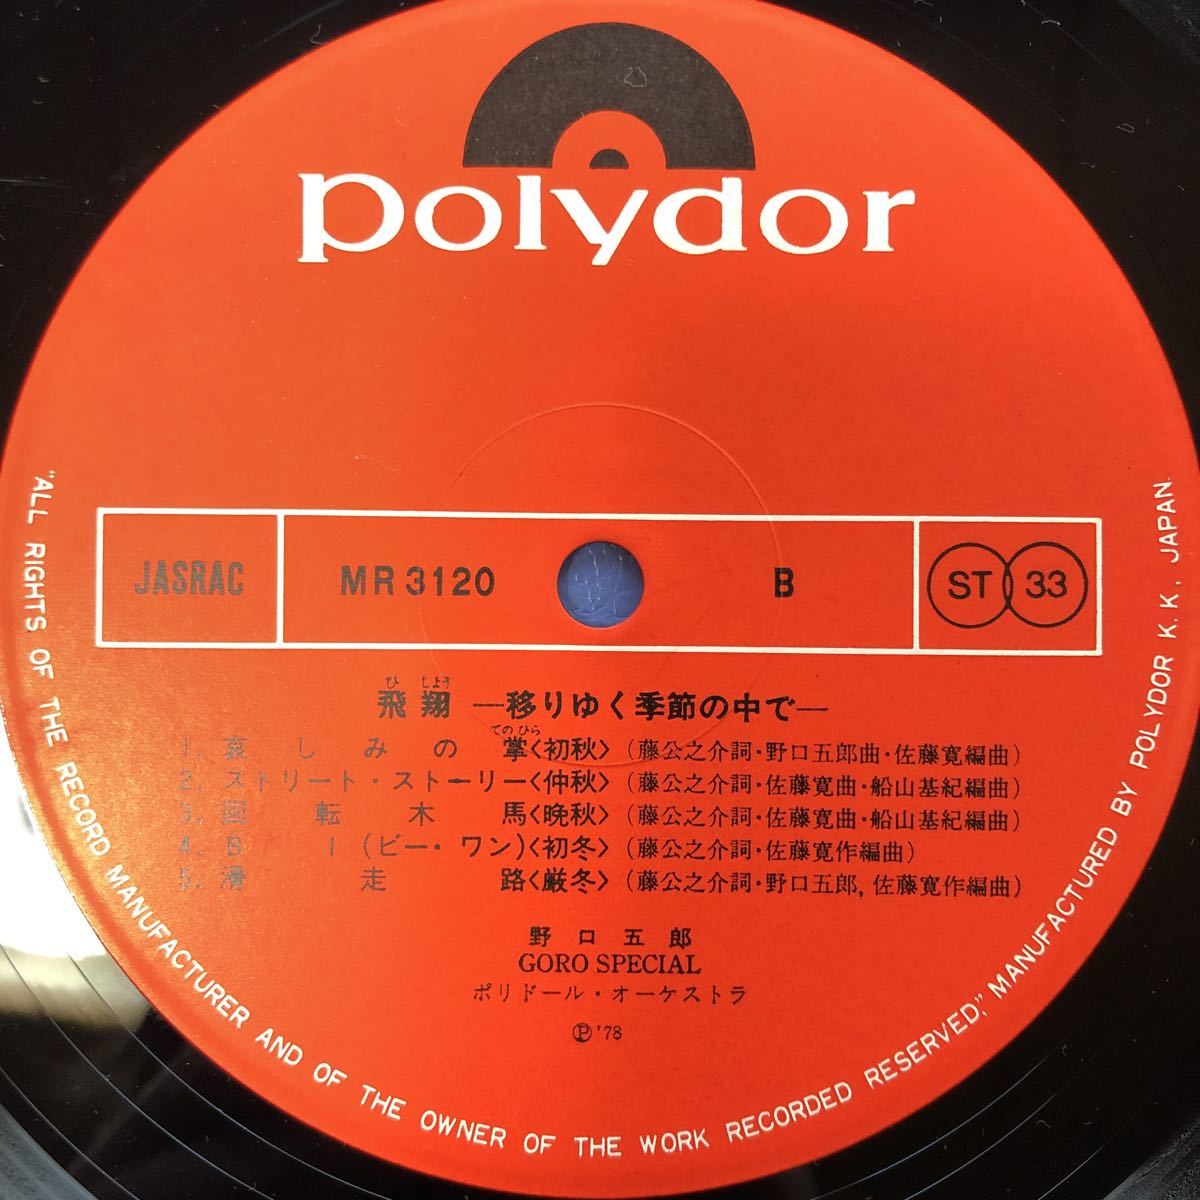 polydor
JASRAC MR 3120 B ST 33
ひしょう
飛翔 ―移りゆく季節の中で―
てのひら
1. 哀しみの掌〈初秋〉(藤公之介詞・野口五郎曲・佐藤寛編曲)
2. ストリート・ストーリー〈仲秋〉(藤公之介詞・佐藤寛曲・船山基紀編曲)
3. 回転木馬〈晩秋〉(藤公之介詞・佐藤寛曲・船山基紀編曲)
4. B-1(ビー・ワン)〈初冬〉(藤公之介詞・佐藤寛作編曲)
5. 滑走路〈厳冬〉(藤公之介詞・野口五郎, 佐藤寛作編曲)
野口五郎
GORO SPECIAL
ポリドール・オーケストラ
Ⓟ'78
"ALL RIGHTS OF THE RECORD MANUFACTURER AND OF THE OWNER OF THE WORK RECORDED RESERVED," MANUFACTURED BY POLYDOR K.K., JAPAN.